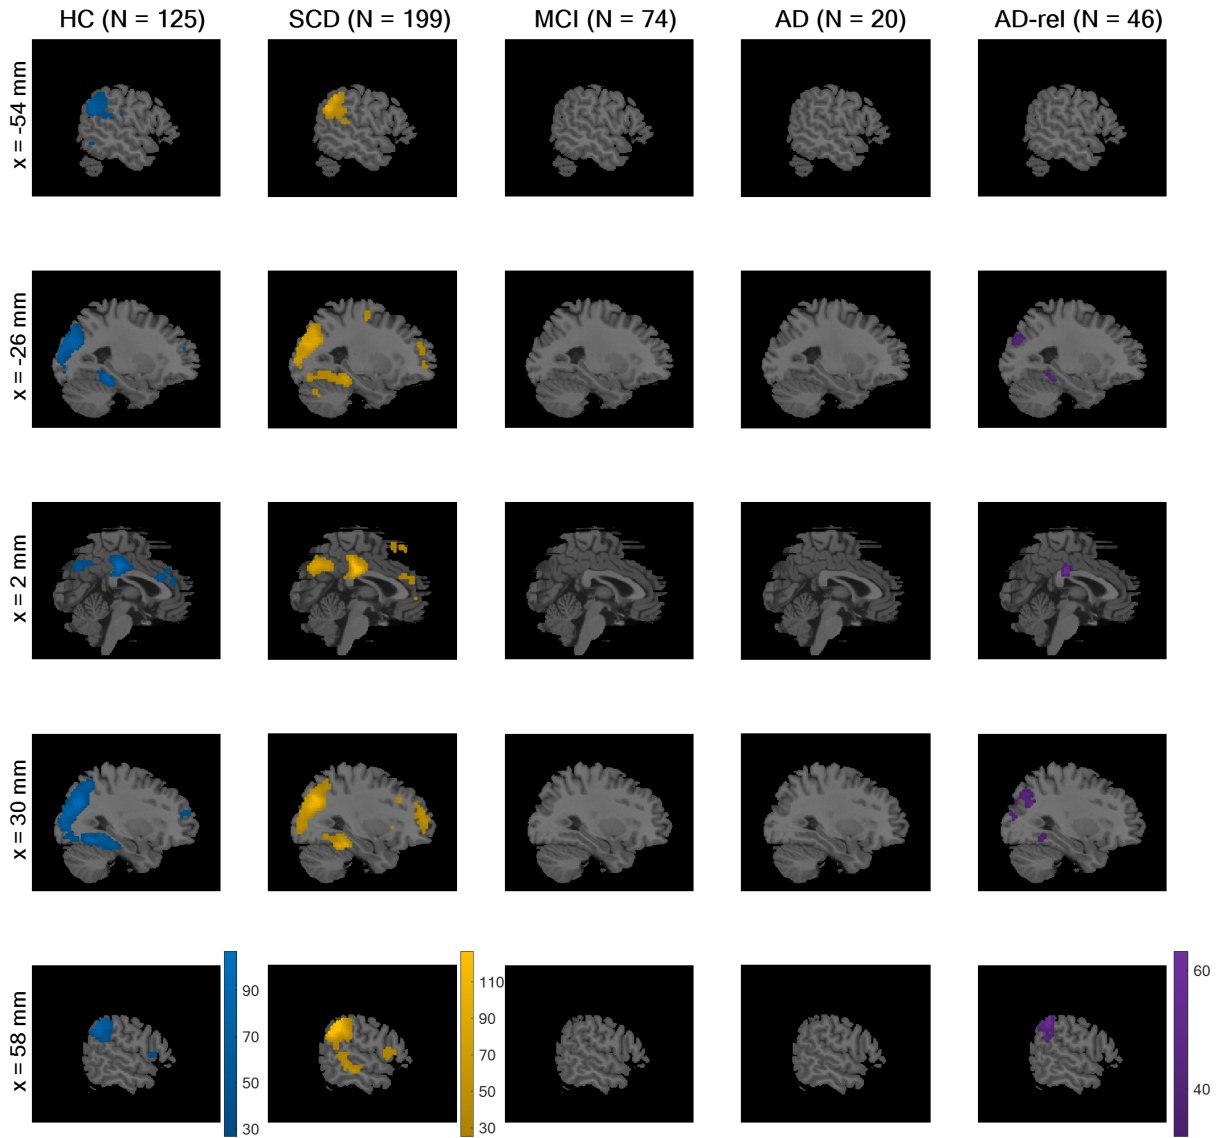 HC (N = 125)
SCD (N = 199)
MCI (N = 74)
AD (N = 20)
AD-rel (N = 46)
x = -54 mm
x = -26 mm
x = 2 mm
x = 30 mm
x = 58 mm
90
70
50
30
110
90
70
50
30
60
40